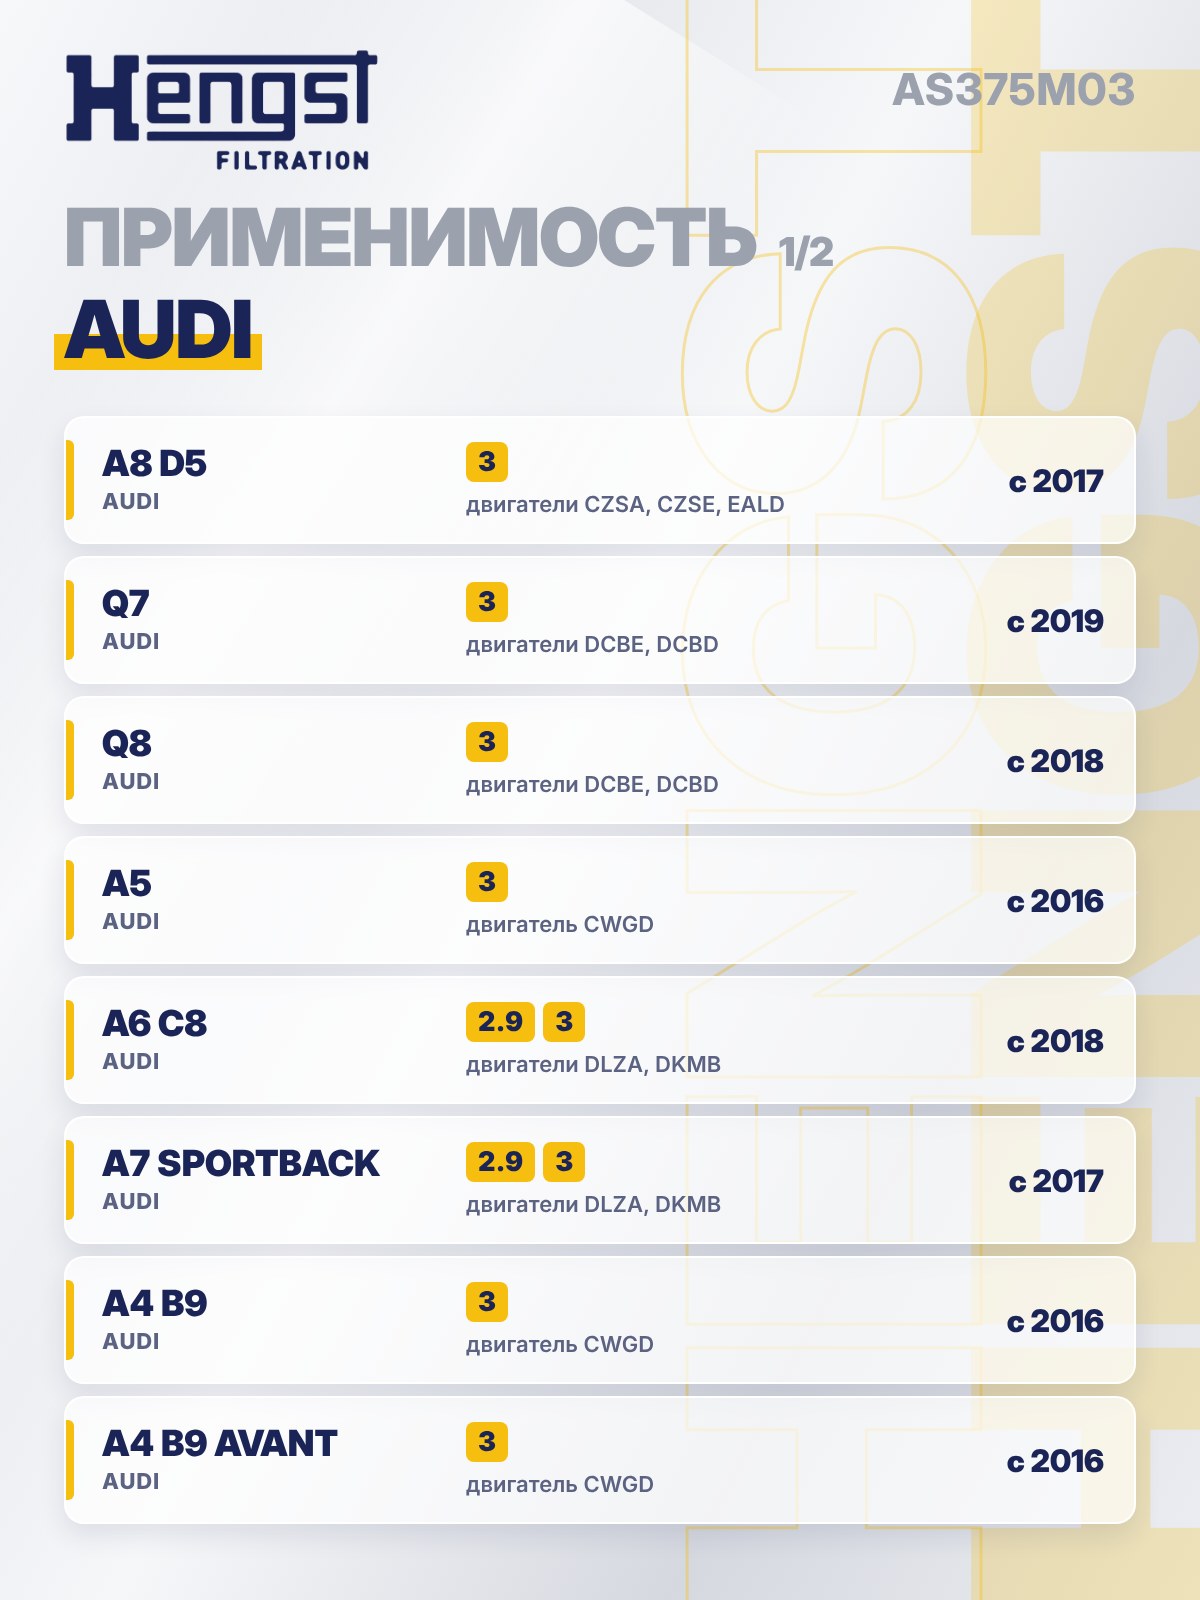 Hengst
FILTRATION
AS375M03
ПРИМЕНИМОСТЬ 1/2
AUDI
A8 D5
AUDI
3
двигатели CZSA, CZSE, EALD
с 2017
Q7
AUDI
3
двигатели DCBE, DCBD
с 2019
Q8
AUDI
3
двигатели DCBE, DCBD
с 2018
A5
AUDI
3
двигатель CWGD
с 2016
A6 C8
AUDI
2.9 3
двигатели DLZA, DKMB
с 2018
A7 SPORTBACK
AUDI
2.9 3
двигатели DLZA, DKMB
с 2017
A4 B9
AUDI
3
двигатель CWGD
с 2016
A4 B9 AVANT
AUDI
3
двигатель CWGD
с 2016
HENGST
HENGST